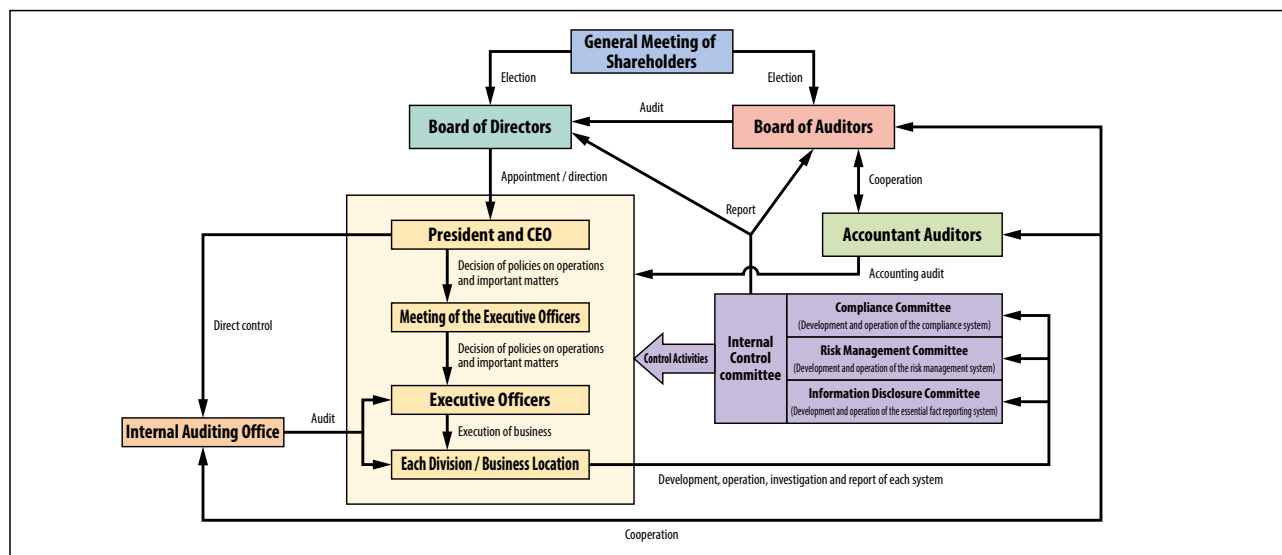 General Meeting of
Shareholders
Election
Election
Audit
Board of Directors
Board of Auditors
Appointment / direction
Cooperation
Report
President and CEO
Accountant Auditors
Decision of policies on operations
and important matters
Accounting audit
Direct control
Meeting of the Executive Officers
Compliance Committee
(Development and operation of the compliance system)
Internal
Control
committee
Control Activities
Risk Management Committee
(Development and operation of the risk management system)
Decision of policies on operations
and important matters
Executive Officers
Information Disclosure Committee
(Development and operation of the essential fact reporting system)
Audit
Internal Auditing Office
Execution of business
Each Division / Business Location
Development, operation, investigation and report of each system
Cooperation